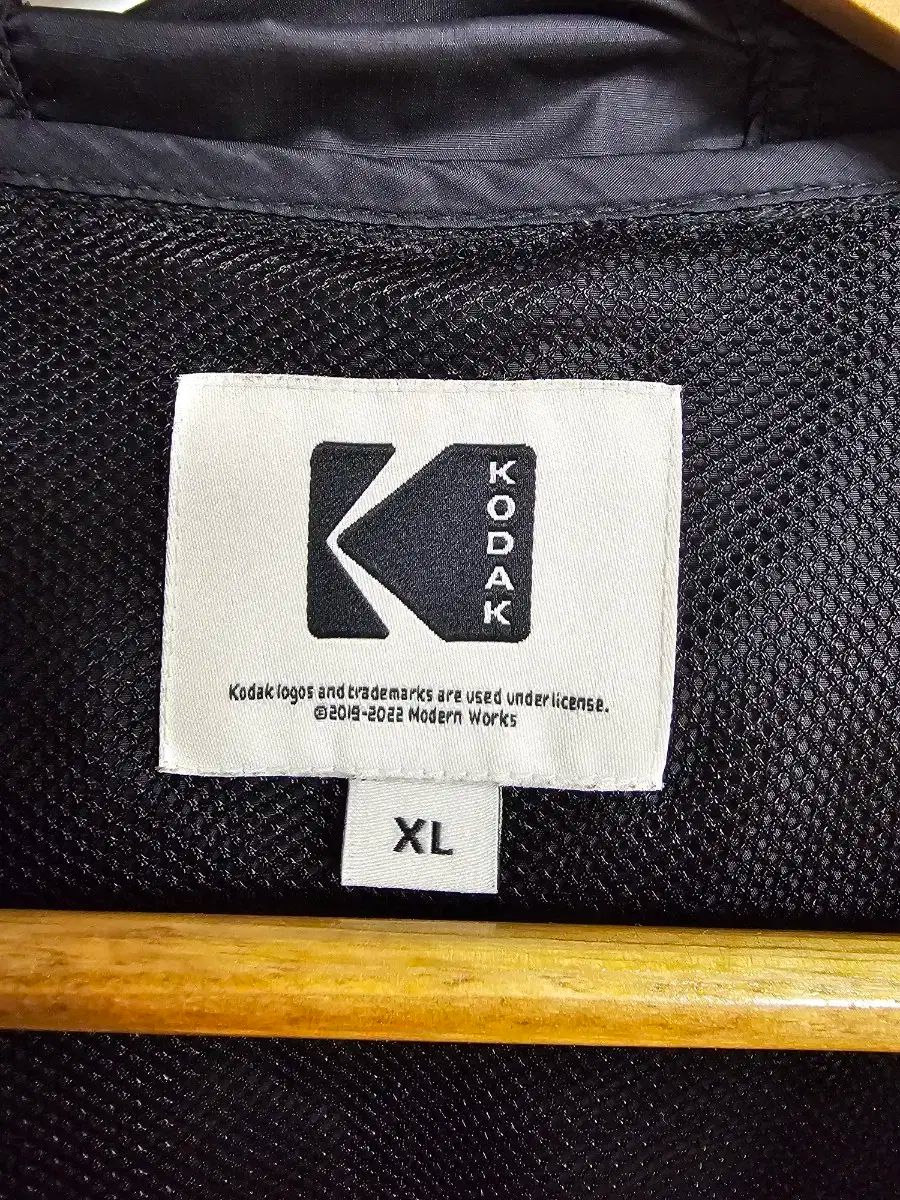 KODAK
Kodak logos and trademarks are used under license.
©2019-2022 Modern Works
XL